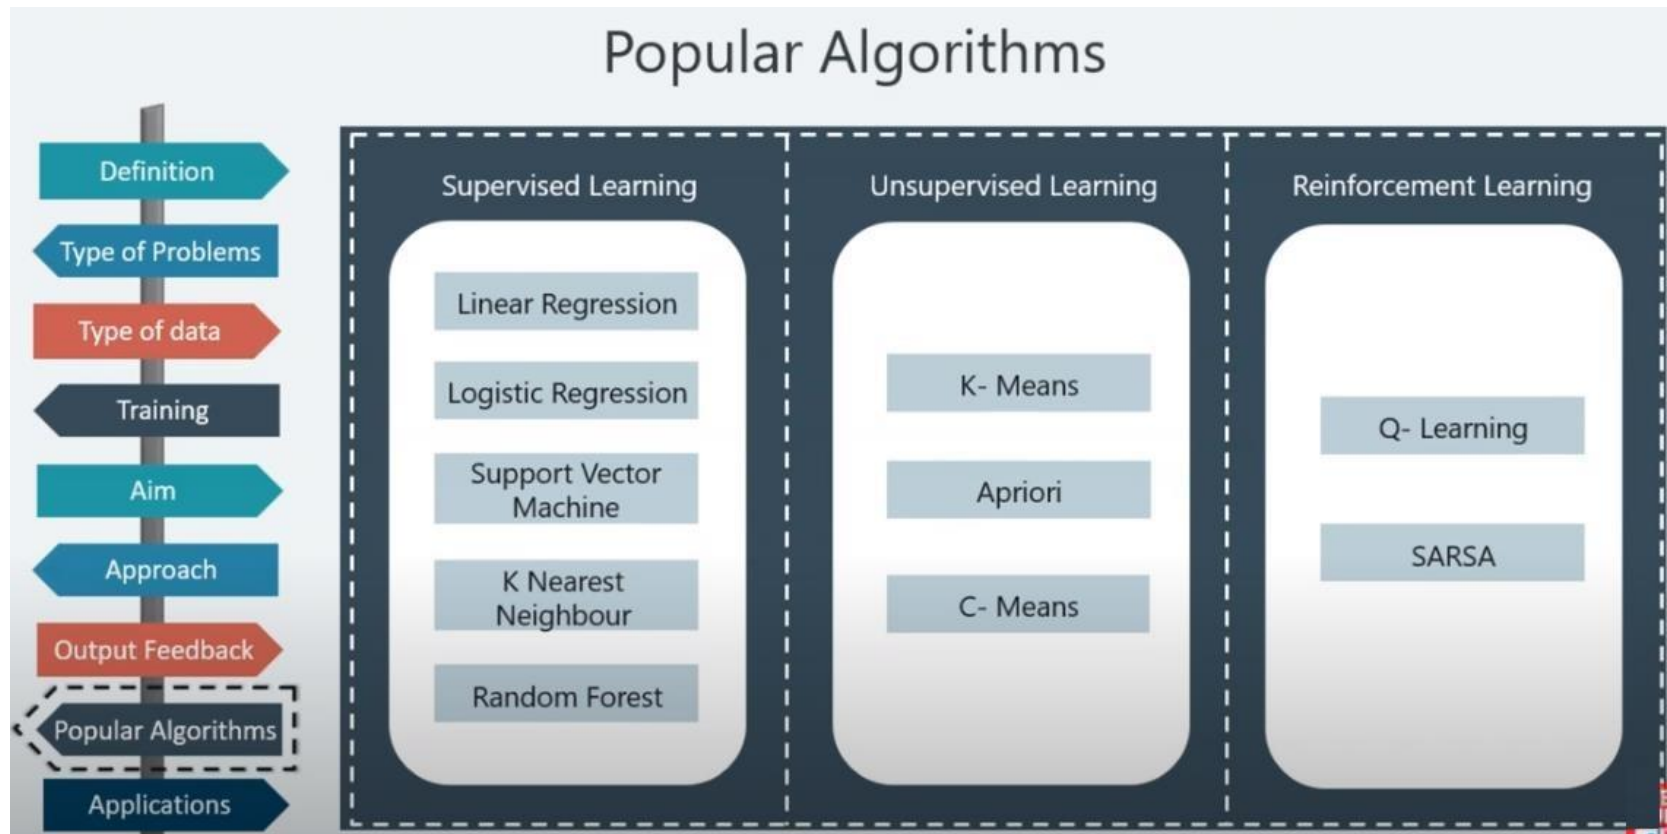 Popular Algorithms
Definition
Type of Problems
Type of data
Training
Aim
Approach
Output Feedback
Popular Algorithms
Applications
Supervised Learning
Linear Regression
Logistic Regression
Support Vector
Machine
K Nearest
Neighbour
Random Forest
Unsupervised Learning
K- Means
Apriori
C- Means
Reinforcement Learning
Q- Learning
SARSA